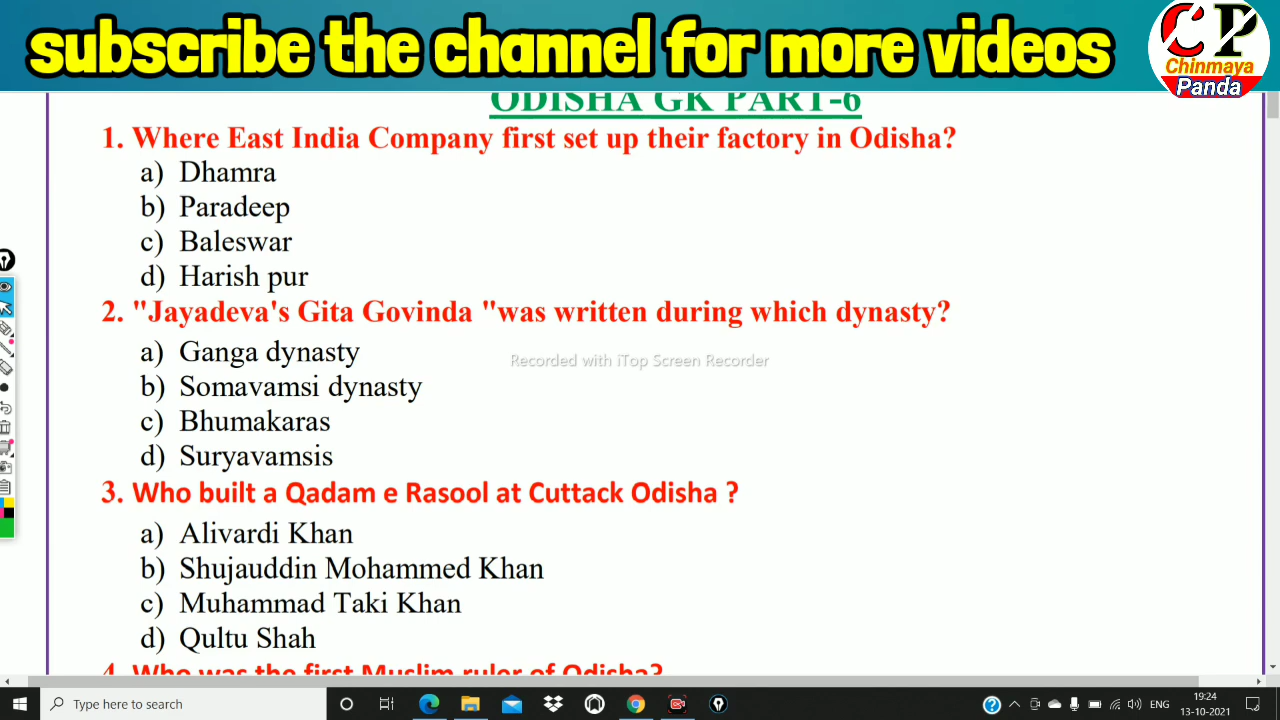 subscribe the channel for more videos
CP
Chinmaya
Panda
ODISHA GK PART-6
1. Where East India Company first set up their factory in Odisha?
a) Dhamra
b) Paradeep
c) Baleswar
d) Harish pur
2. "Jayadeva's Gita Govinda "was written during which dynasty?
a) Ganga dynasty
Recorded with iTop Screen Recorder
b) Somavamsi dynasty
c) Bhumakaras
d) Suryavamsis
3. Who built a Qadam e Rasool at Cuttack Odisha ?
a) Alivardi Khan
b) Shujauddin Mohammed Khan
c) Muhammad Taki Khan
d) Qultu Shah
4. Who was the first Muslim ruler of Odisha?
Type here to search
ENG
19:24
13-10-2021